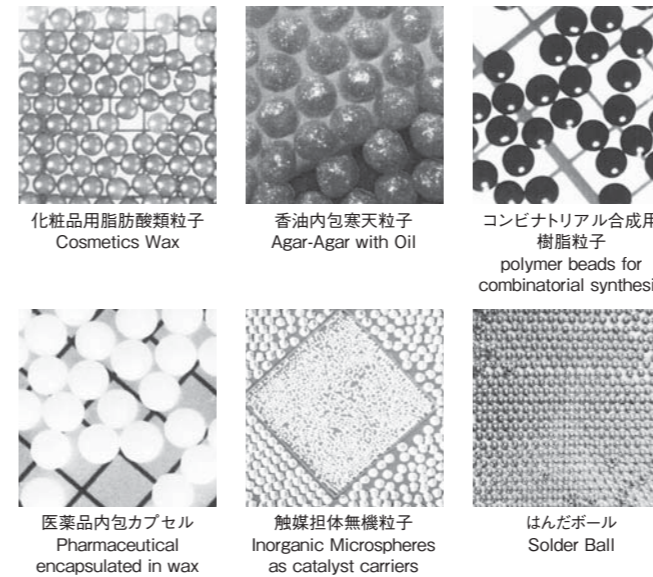 化粧品用脂肪酸類粒子
Cosmetics Wax
香油内包寒天粒子
Agar-Agar with Oil
コンビナトリアル合成用
樹脂粒子
polymer beads for
combinatorial
医薬品内包カプセル
Pharmaceutical
encapsulated in wax
触媒担体無機粒子
Inorganic Microspheres
as catalyst carriers
はんだボール
Solder Ball